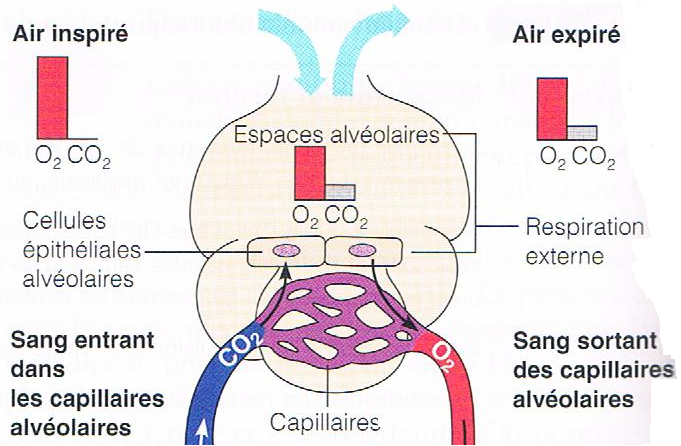 Air inspiré
Air expiré
O₂ CO₂
Espaces alvéolaires
O₂ CO₂
O₂ CO₂
Cellules
épithéliales
alvéolaires
Respiration
externe
Sang entrant
dans
les capillaires
alvéolaires
CO₂
O₂
Sang sortant
des capillaires
alvéolaires
Capillaires